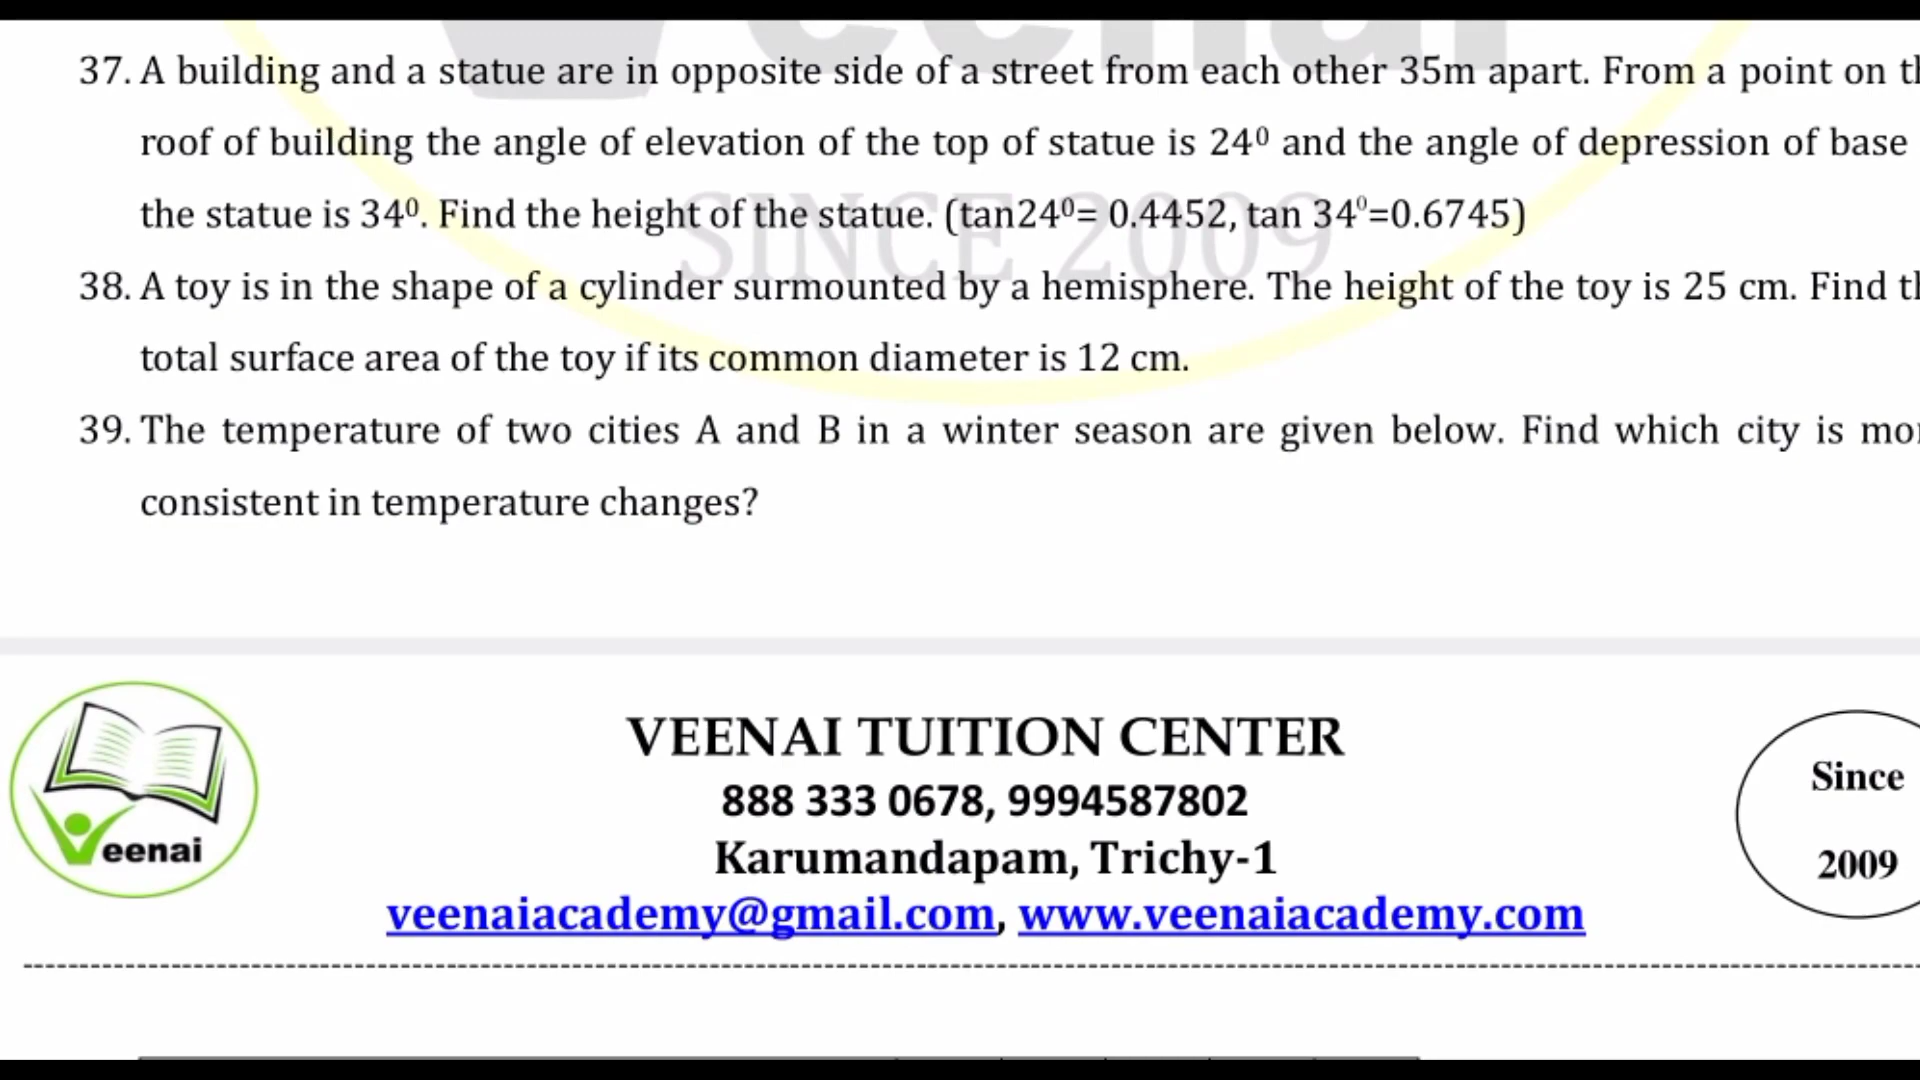 eenai
37. A building and a statue are in opposite side of a street from each other 35m apart. From a point on th
roof of building the angle of elevation of the top of statue is 24⁰ and the angle of depression of base
the statue is 34⁰. Find the height of the statue. (tan24⁰= 0.4452, tan 34⁰=0.6745)
SINCE 2009
38. A toy is in the shape of a cylinder surmounted by a hemisphere. The height of the toy is 25 cm. Find th
total surface area of the toy if its common diameter is 12 cm.
39. The temperature of two cities A and B in a winter season are given below. Find which city is mor
consistent in temperature changes?
VEENAI TUITION CENTER
888 333 0678, 9994587802
Karumandapam, Trichy-1
veenaiacademy@gmail.com, www.veenaiacademy.com
Veenai
Since
2009